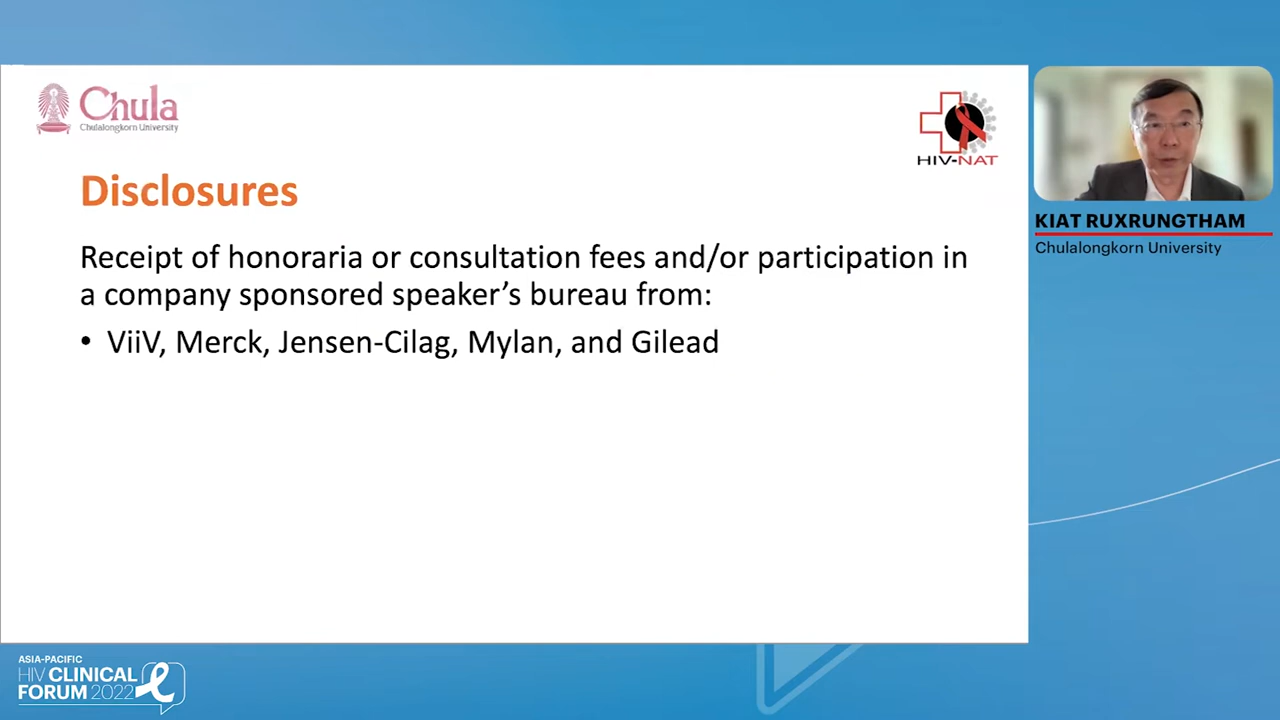 Chula
Chulalongkorn University
HIV-NAT
Disclosures
Receipt of honoraria or consultation fees and/or participation in
a company sponsored speaker’s bureau from:
• ViiV, Merck, Jensen-Cilag, Mylan, and Gilead
KIAT RUXRUNGTHAM
Chulalongkorn University
ASIA-PACIFIC
HIV CLINICAL
FORUM 2022